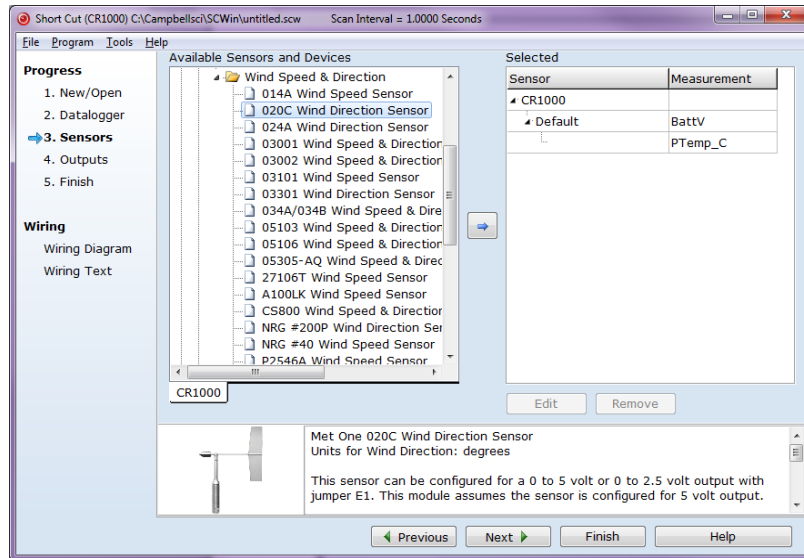 Short Cut (CR1000) C:\Campbellsci\SCWin\untitled.scw Scan Interval = 1.0000 Seconds
File Program Tools Help
Progress
1. New/Open
2. Datalogger
3. Sensors
4. Outputs
5. Finish
Wiring
Wiring Diagram
Wiring Text
Available Sensors and Devices
Wind Speed & Direction
014A Wind Speed Sensor
020C Wind Direction Sensor
024A Wind Direction Sensor
03001 Wind Speed & Direction
03002 Wind Speed & Direction
03101 Wind Speed Sensor
03301 Wind Direction Sensor
034A/034B Wind Speed & Dire
05103 Wind Speed & Direction
05106 Wind Speed & Direction
05305-AQ Wind Speed & Direc
27106T Wind Speed Sensor
A100LK Wind Speed Sensor
CS800 Wind Speed & Direction
NRG #200P Wind Direction Ser
NRG #40 Wind Speed Sensor
P2546A Wind Speed Sensor
CR1000
Selected
Sensor Measurement
CR1000
Default BattV
PTemp_C
Edit Remove
Met One 020C Wind Direction Sensor
Units for Wind Direction: degrees
This sensor can be configured for a 0 to 5 volt or 0 to 2.5 volt output with
jumper E1. This module assumes the sensor is configured for 5 volt output.
Previous Next Finish Help